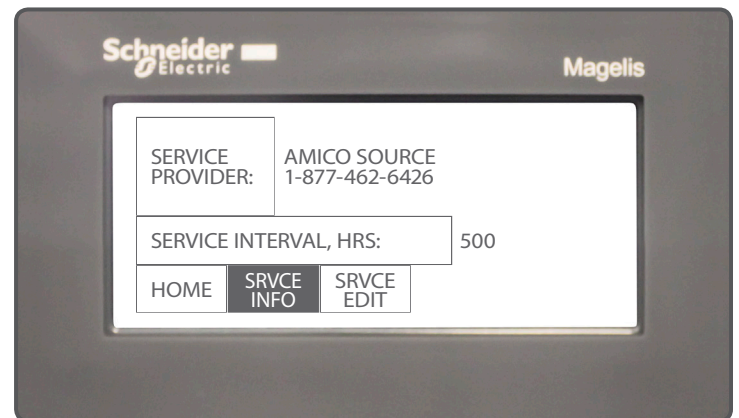 Schneider
Electric
Magelis
SERVICE
PROVIDER:
AMICO SOURCE
1-877-462-6426
SERVICE INTERVAL, HRS:
500
HOME
SRVCE
INFO
SRVCE
EDIT